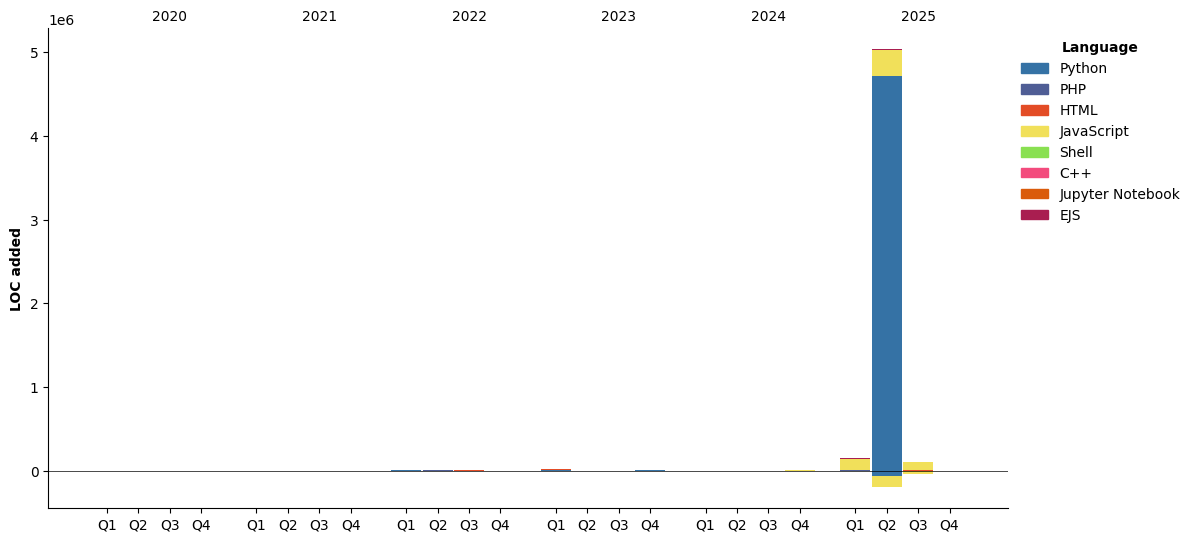 1e6
2020 2021 2022 2023 2024 2025
5
4
3
2
1
0
LOC added
Q1 Q2 Q3 Q4 Q1 Q2 Q3 Q4 Q1 Q2 Q3 Q4 Q1 Q2 Q3 Q4 Q1 Q2 Q3 Q4 Q1 Q2 Q3 Q4
Language
Python
PHP
HTML
JavaScript
Shell
C++
Jupyter Notebook
EJS